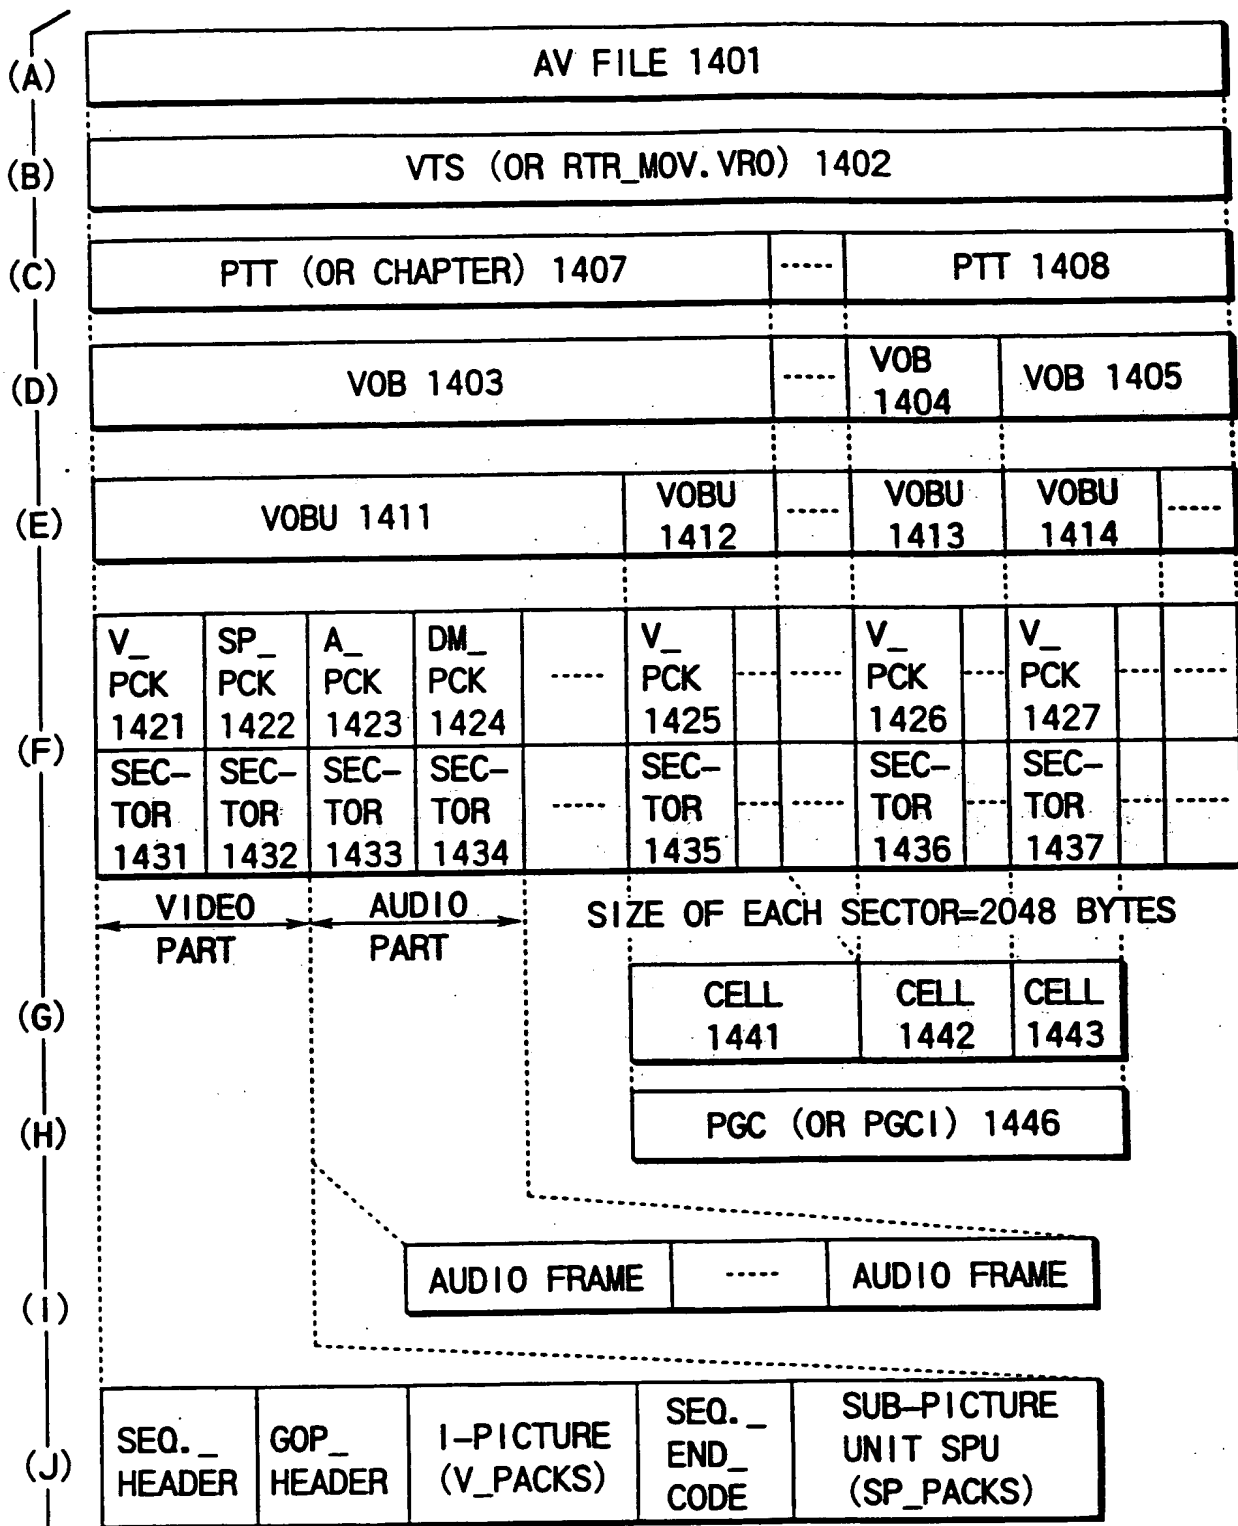 (A)
AV FILE 1401
(B)
VTS (OR RTR_MOV.VRO) 1402
(C)
PTT (OR CHAPTER) 1407
-----
PTT 1408
(D)
VOB 1403
-----
VOB
1404
VOB 1405
(E)
VOBU 1411
VOBU
1412
-----
VOBU
1413
VOBU
1414
-----
(F)
V_
PCK
1421
SP_
PCK
1422
A_
PCK
1423
DM_
PCK
1424
-----
V_
PCK
1425
V_
PCK
1426
V_
PCK
1427
SEC-
TOR
1431
SEC-
TOR
1432
SEC-
TOR
1433
SEC-
TOR
1434
-----
SEC-
TOR
1435
SEC-
TOR
1436
SEC-
TOR
1437
VIDEO
PART
AUDIO
PART
SIZE OF EACH SECTOR=2048 BYTES
(G)
CELL
1441
CELL
1442
CELL
1443
(H)
PGC (OR PGCI) 1446
(I)
AUDIO FRAME
-----
AUDIO FRAME
(J)
SEQ._
HEADER
GOP_
HEADER
I-PICTURE
(V_PACKS)
SEQ._
END_
CODE
SUB-PICTURE
UNIT SPU
(SP_PACKS)